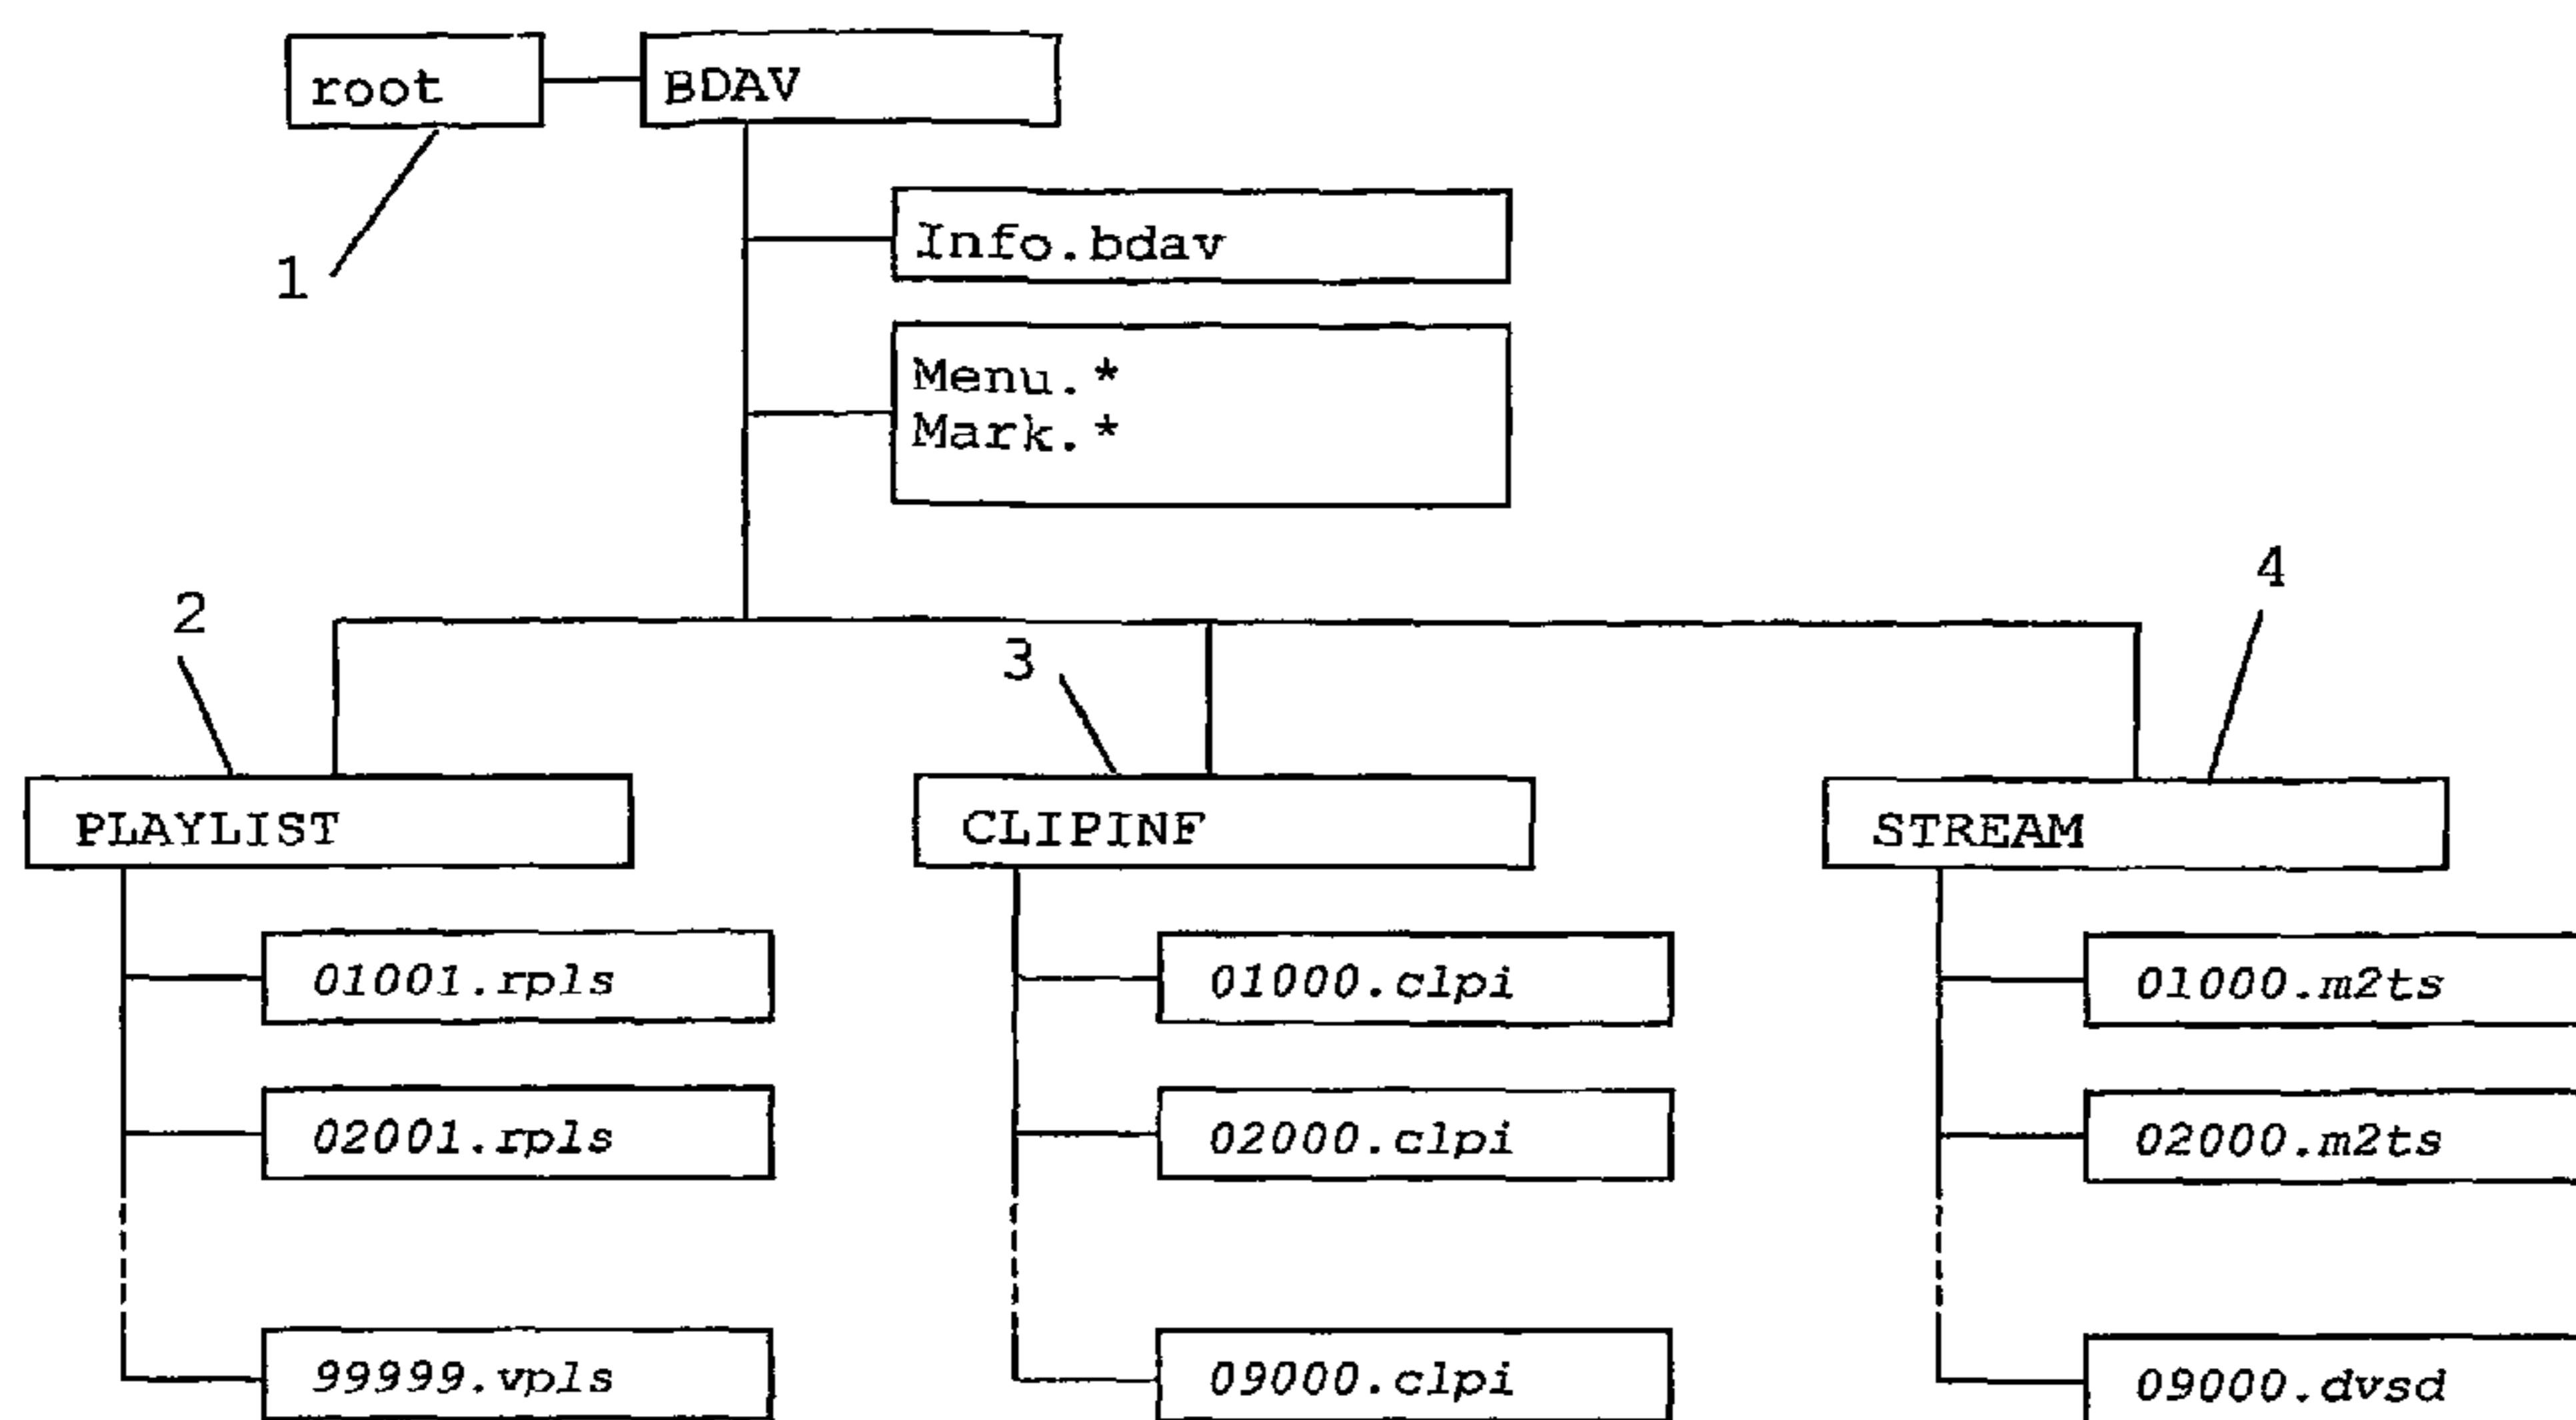 root
BDAV
1
Info.bdav
Menu.*
Mark.*
2
3
4
PLAYLIST
CLIPINF
STREAM
01001.rpls
01000.clpi
01000.m2ts
02001.rpls
02000.clpi
02000.m2ts
99999.vpls
09000.clpi
09000.dvsd